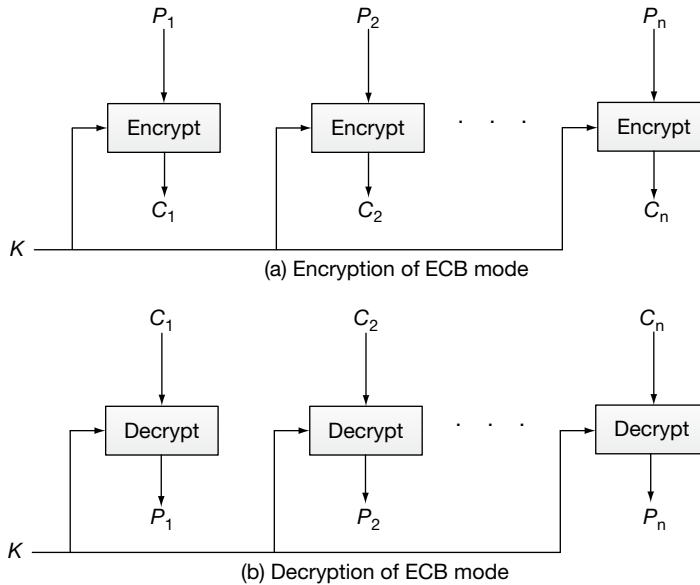 P1 P2 Pn
Encrypt Encrypt . . . Encrypt
C1 C2 Cn
K
(a) Encryption of ECB mode
C1 C2 Cn
Decrypt Decrypt . . . Decrypt
P1 P2 Pn
K
(b) Decryption of ECB mode